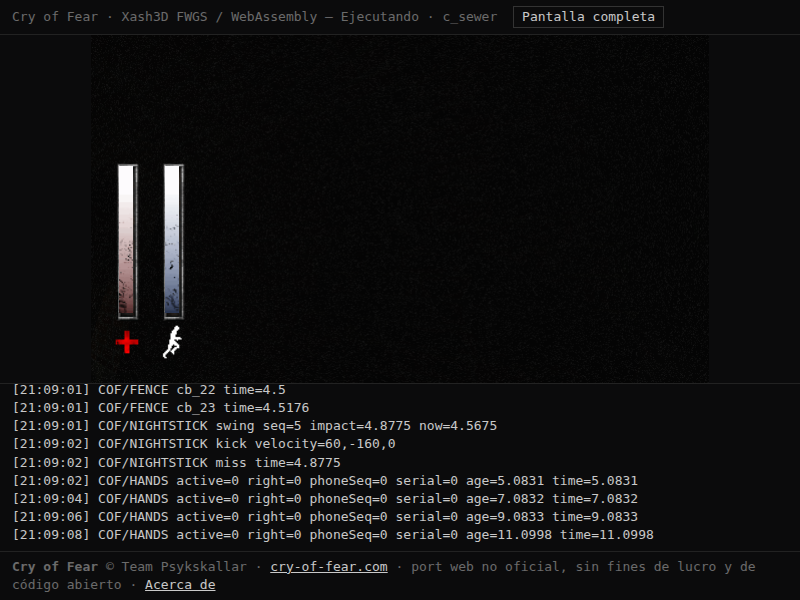 Cry of Fear · Xash3D FWGS / WebAssembly — Ejecutando · c_sewer Pantalla completa
[21:09:01] COF/FENCE cb_22 time=4.5
[21:09:01] COF/FENCE cb_23 time=4.5176
[21:09:01] COF/NIGHTSTICK swing seq=5 impact=4.8775 now=4.5675
[21:09:02] COF/NIGHTSTICK kick velocity=60,-160,0
[21:09:02] COF/NIGHTSTICK miss time=4.8775
[21:09:02] COF/HANDS active=0 right=0 phoneSeq=0 serial=0 age=5.0831 time=5.0831
[21:09:04] COF/HANDS active=0 right=0 phoneSeq=0 serial=0 age=7.0832 time=7.0832
[21:09:06] COF/HANDS active=0 right=0 phoneSeq=0 serial=0 age=9.0833 time=9.0833
[21:09:08] COF/HANDS active=0 right=0 phoneSeq=0 serial=0 age=11.0998 time=11.0998
Cry of Fear © Team Psykskallar · cry-of-fear.com · port web no oficial, sin fines de lucro y de
código abierto · Acerca de